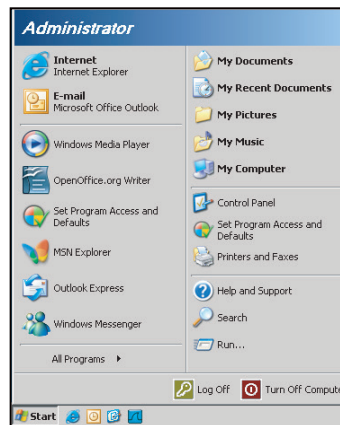 Administrator
Internet
Internet Explorer
E-mail
Microsoft Office Outlook
Windows Media Player
OpenOffice.org Writer
Set Program Access and
Defaults
MSN Explorer
Outlook Express
Windows Messenger
All Programs
My Documents
My Recent Documents
My Pictures
My Music
My Computer
Control Panel
Set Program Access and
Defaults
Printers and Faxes
Help and Support
Search
Run...
Log Off
Turn Off Compute
Start